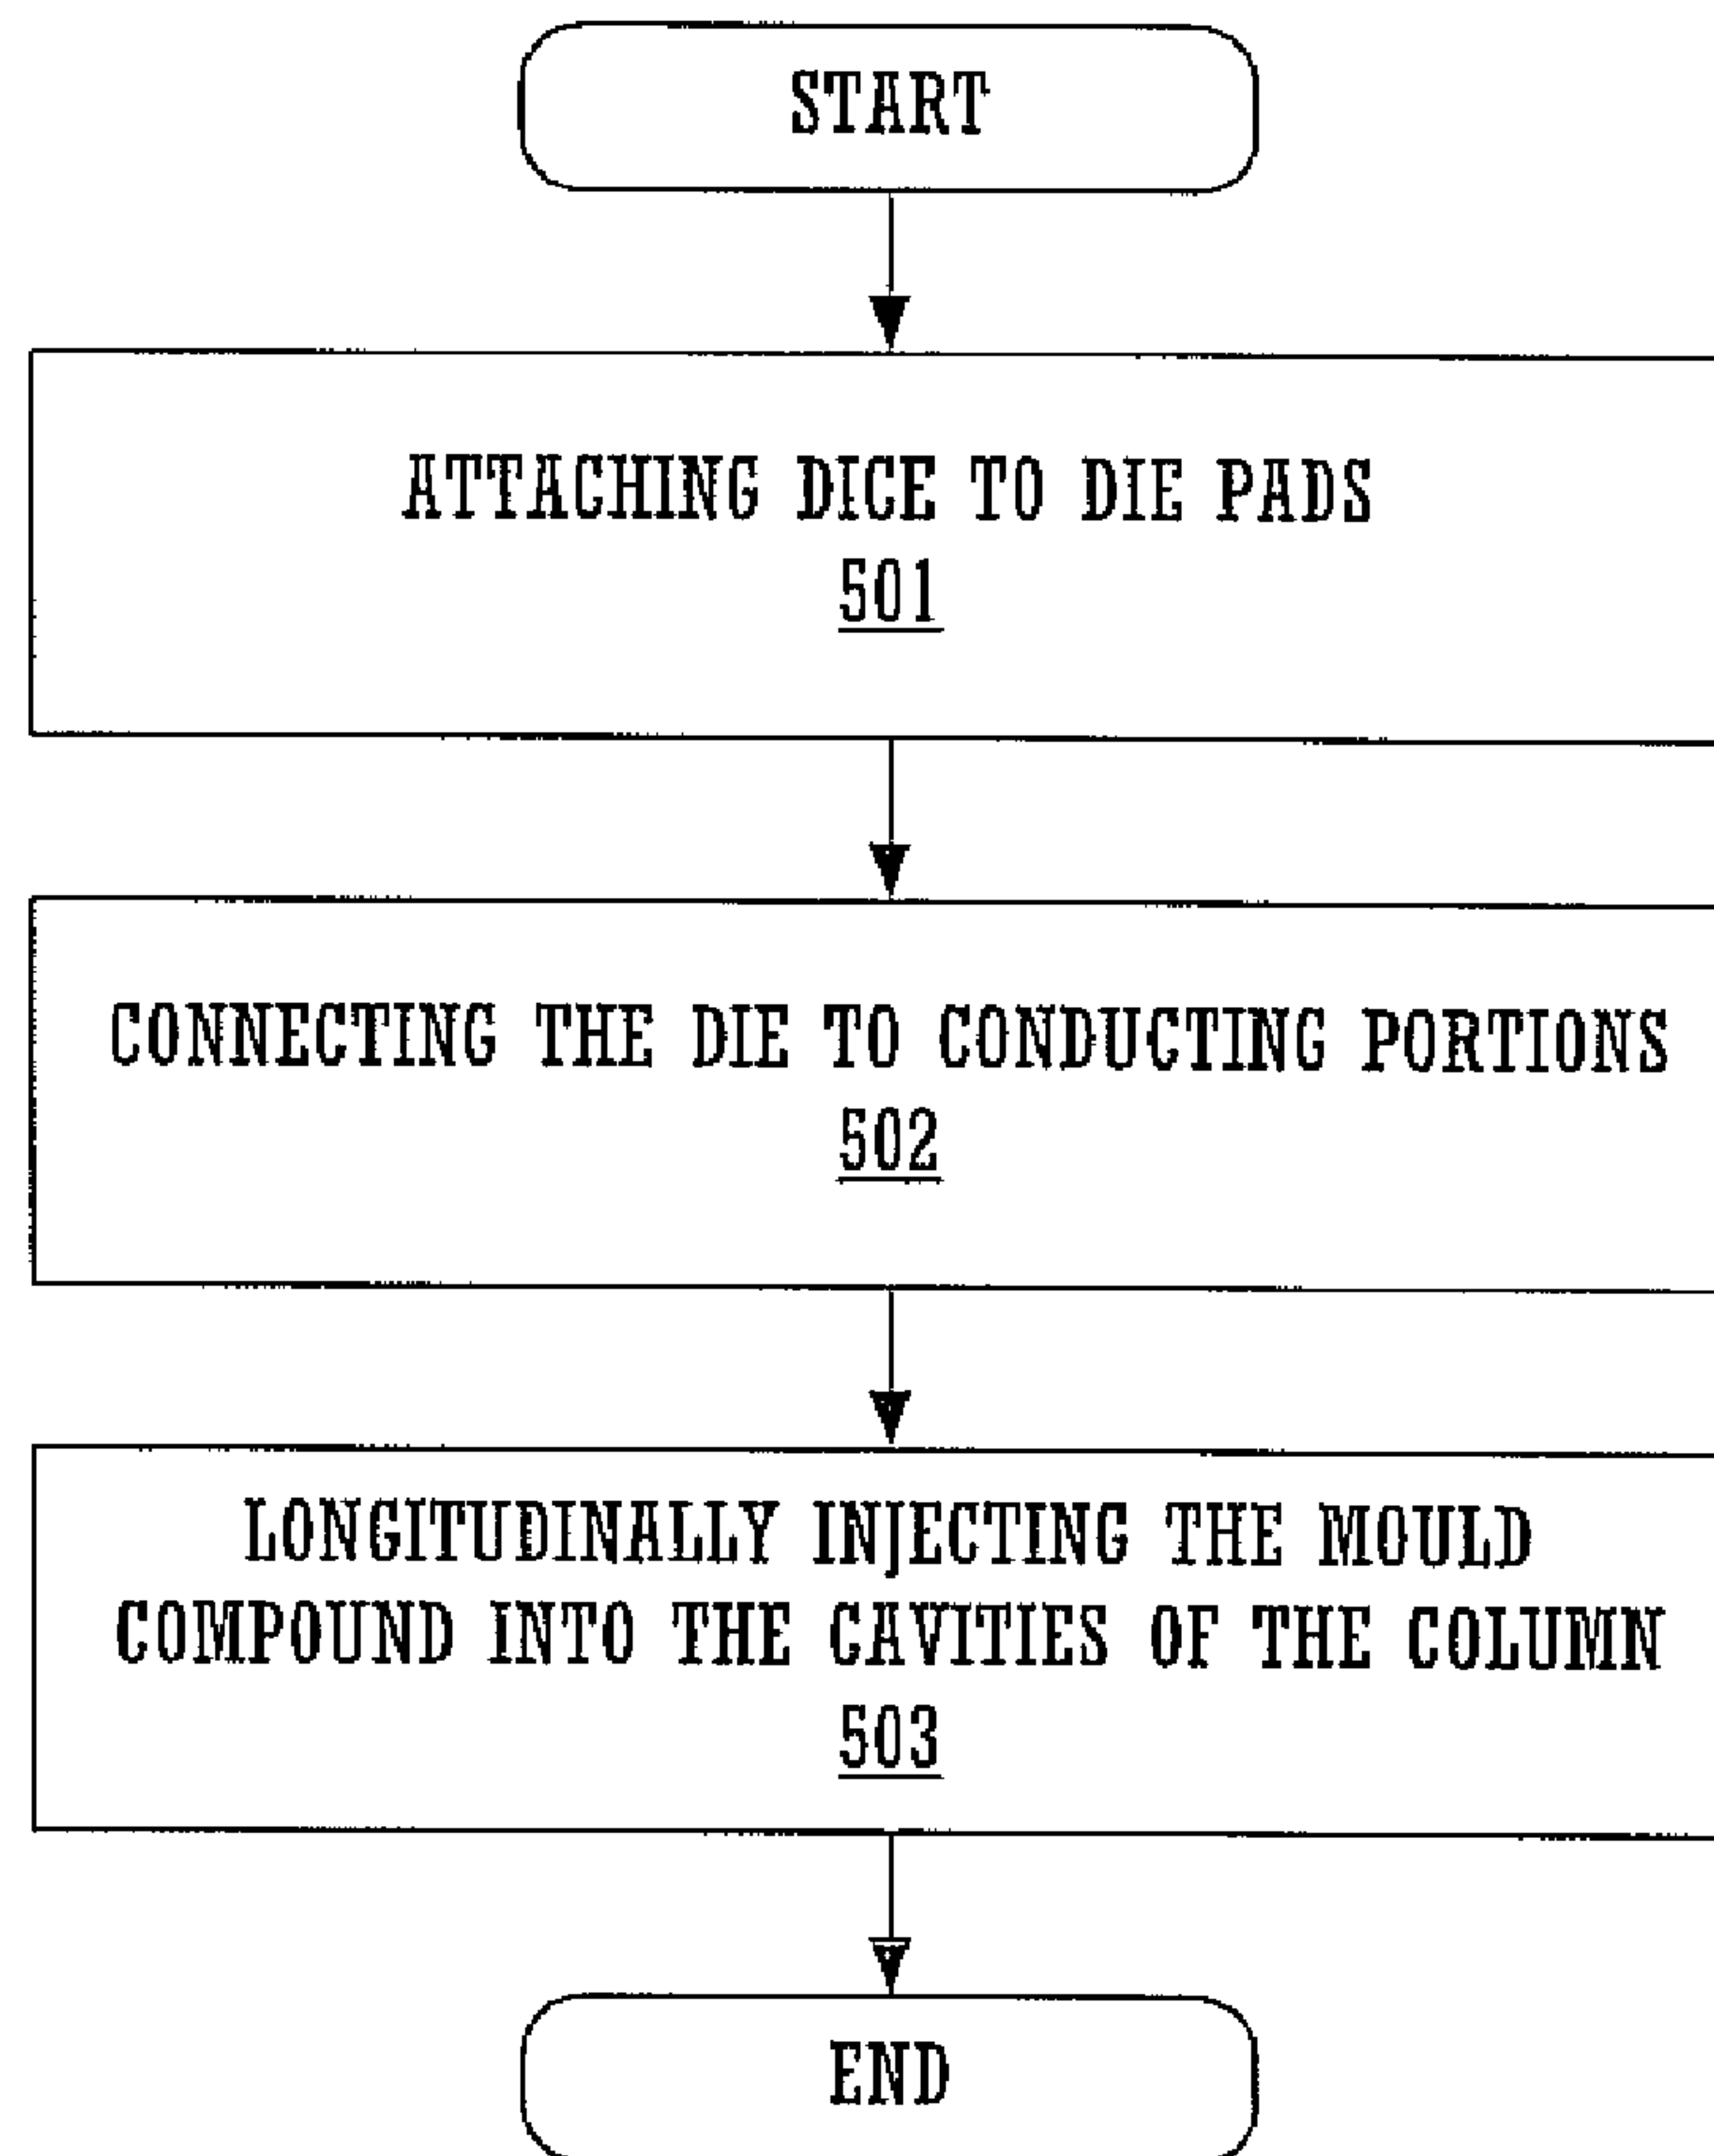 START
ATTACHING DICE TO DIE PADS
501
CONNECTING THE DIE TO CONDUCTING PORTIONS
502
LONGITUDINALLY INJECTING THE MOULD
COMPOUND INTO THE CAVITIES OF THE COLUMN
503
END